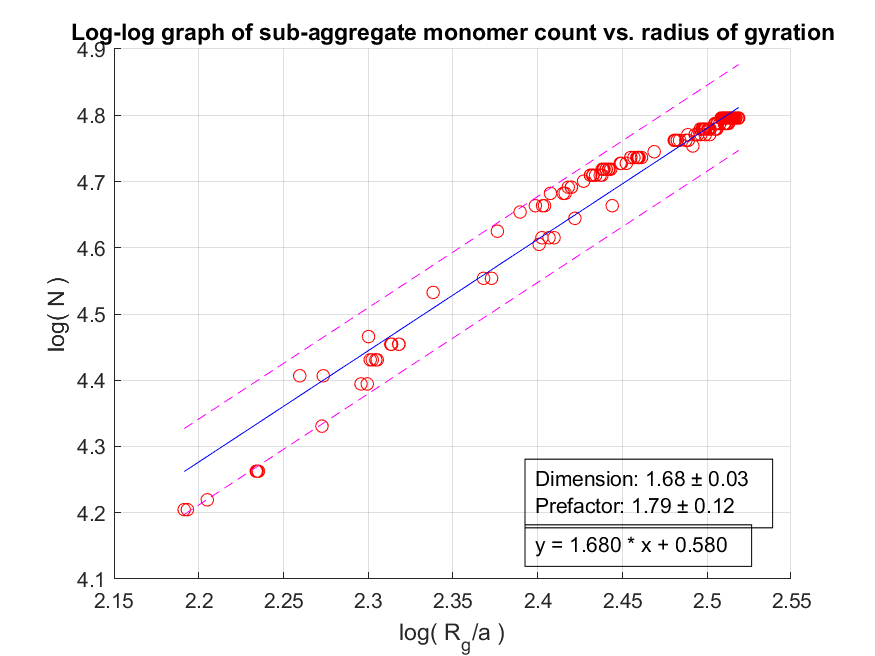 Log-log graph of sub-aggregate monomer count vs. radius of gyration
4.9
4.8
4.7
4.6
4.5
4.4
4.3
4.2
4.1
log( N )
Dimension: 1.68 ± 0.03
Prefactor: 1.79 ± 0.12
y = 1.680 * x + 0.580
2.15 2.2 2.25 2.3 2.35 2.4 2.45 2.5 2.55
log( R_g/a )